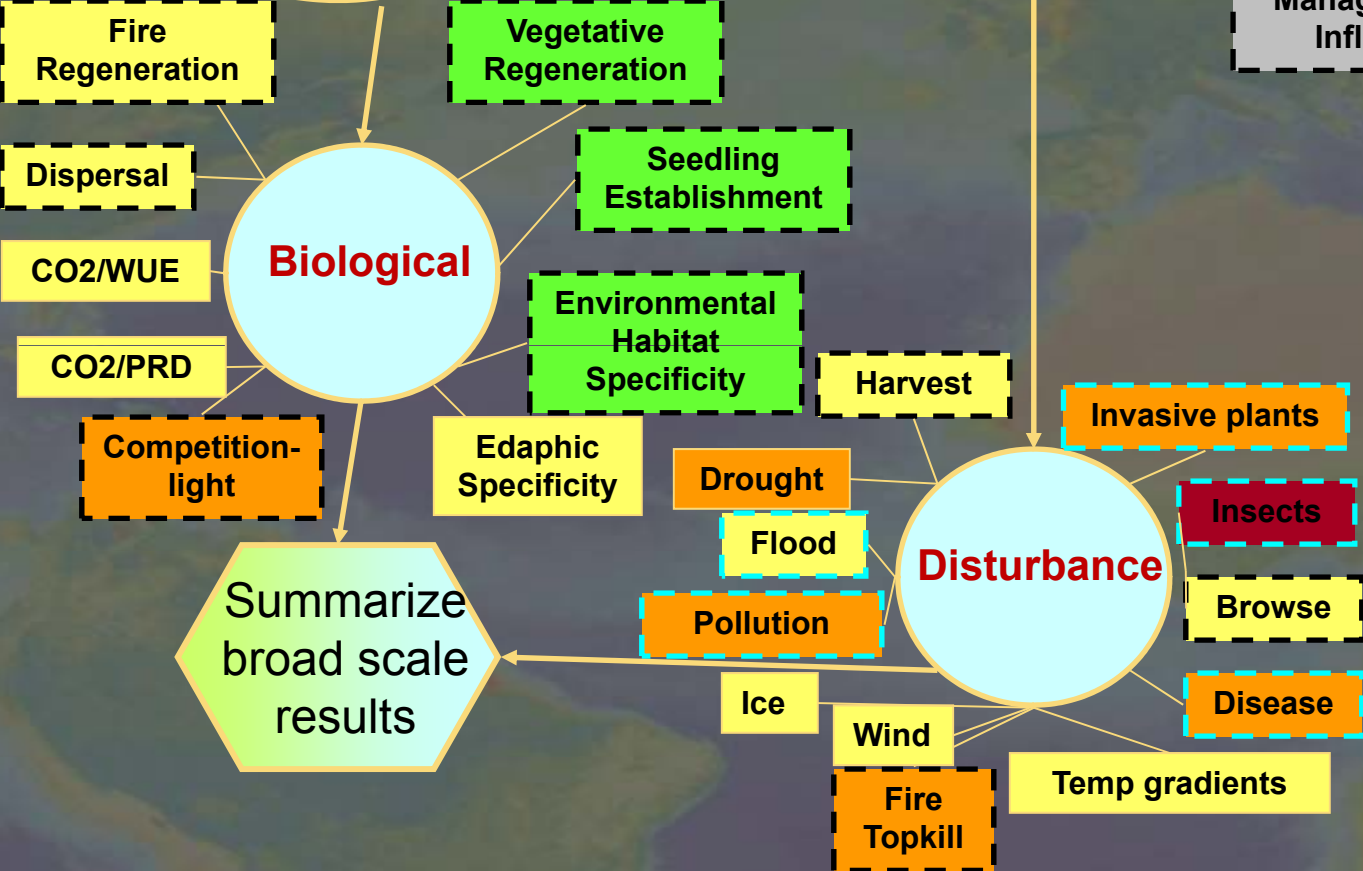 Fire
Regeneration
Vegetative
Regeneration
Dispersal
Seedling
Establishment
CO2/WUE
Biological
Environmental
Habitat
Specificity
CO2/PRD
Competition-
light
Edaphic
Specificity
Harvest
Invasive plants
Drought
Insects
Flood
Disturbance
Browse
Pollution
Disease
Summarize
broad scale
results
Ice
Wind
Temp gradients
Fire
Topkill